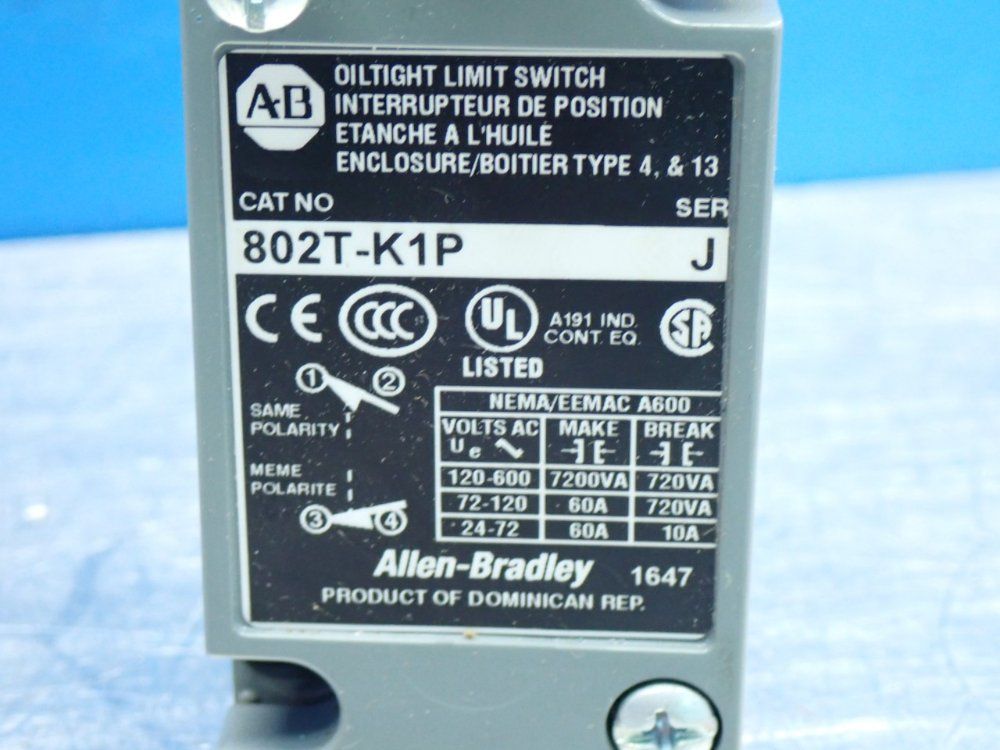 A-B
OILTIGHT LIMIT SWITCH
INTERRUPTEUR DE POSITION
ETANCHE A L'HUILE
ENCLOSURE/BOITIER TYPE 4, & 13
CAT NO SER
802T-K1P J
CE CCC UL A191 IND. SA
CONT. EQ.
LISTED
1 2
SAME
POLARITY
MEME
POLARITE
3 4
NEMA/EEMAC A600
VOLTS AC MAKE BREAK
Ue
120-600 7200VA 720VA
72-120 60A 720VA
24-72 60A 10A
Allen-Bradley 1647
PRODUCT OF DOMINICAN REP.